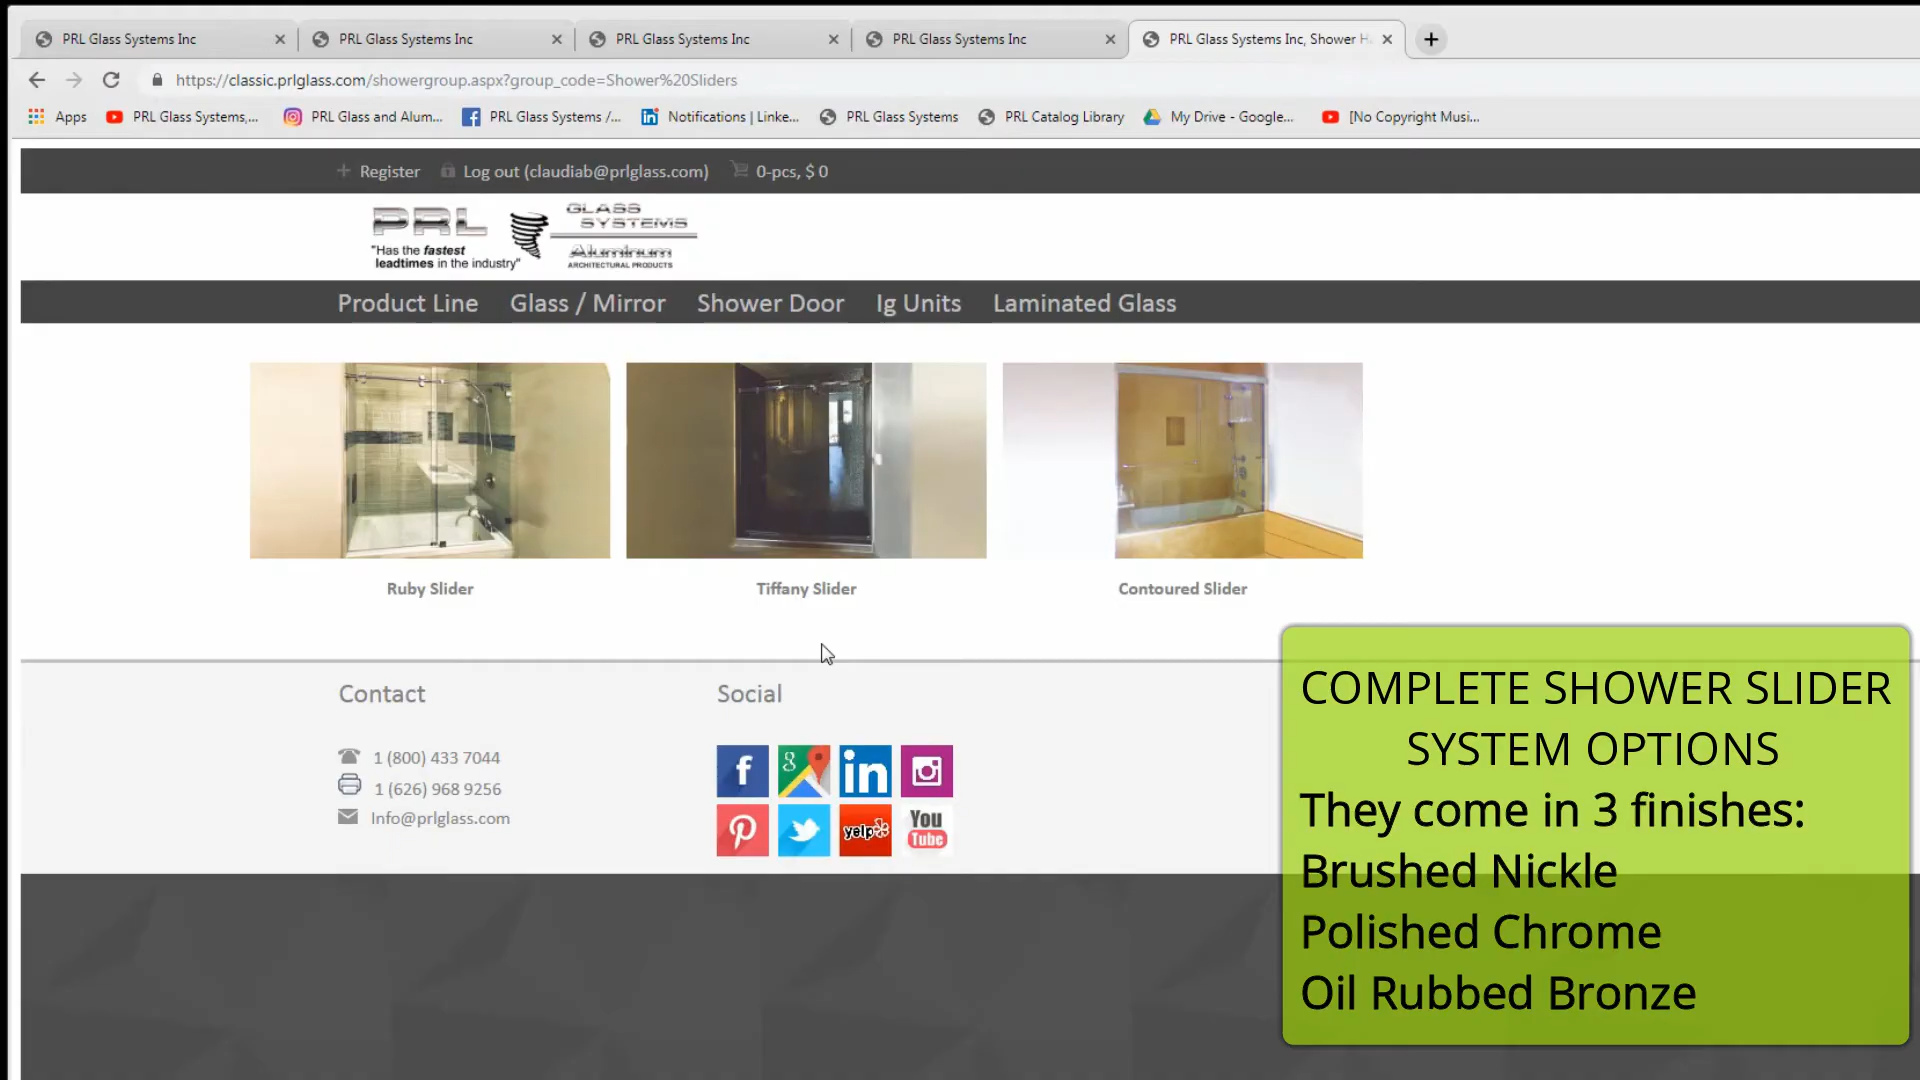 PRL Glass Systems Inc
PRL Glass Systems Inc
PRL Glass Systems Inc
PRL Glass Systems Inc
PRL Glass Systems Inc, Shower H
https://classic.prlglass.com/showergroup.aspx?group_code=Shower%20Sliders
Apps
PRL Glass Systems,...
PRL Glass and Alum...
PRL Glass Systems /...
Notifications | Linke...
PRL Glass Systems
PRL Catalog Library
My Drive - Google...
[No Copyright Musi...
Register
Log out (claudiab@prlglass.com)
0-pcs, $ 0
PRL
"Has the fastest
leadtimes in the industry"
GLASS
SYSTEMS
Aluminum
ARCHITECTURAL PRODUCTS
Product Line
Glass / Mirror
Shower Door
Ig Units
Laminated Glass
Ruby Slider
Tiffany Slider
Contoured Slider
Contact
1 (800) 433 7044
1 (626) 968 9256
Info@prlglass.com
Social
f
g
in
yelp
You
Tube
COMPLETE SHOWER SLIDER
SYSTEM OPTIONS
They come in 3 finishes:
Brushed Nickle
Polished Chrome
Oil Rubbed Bronze